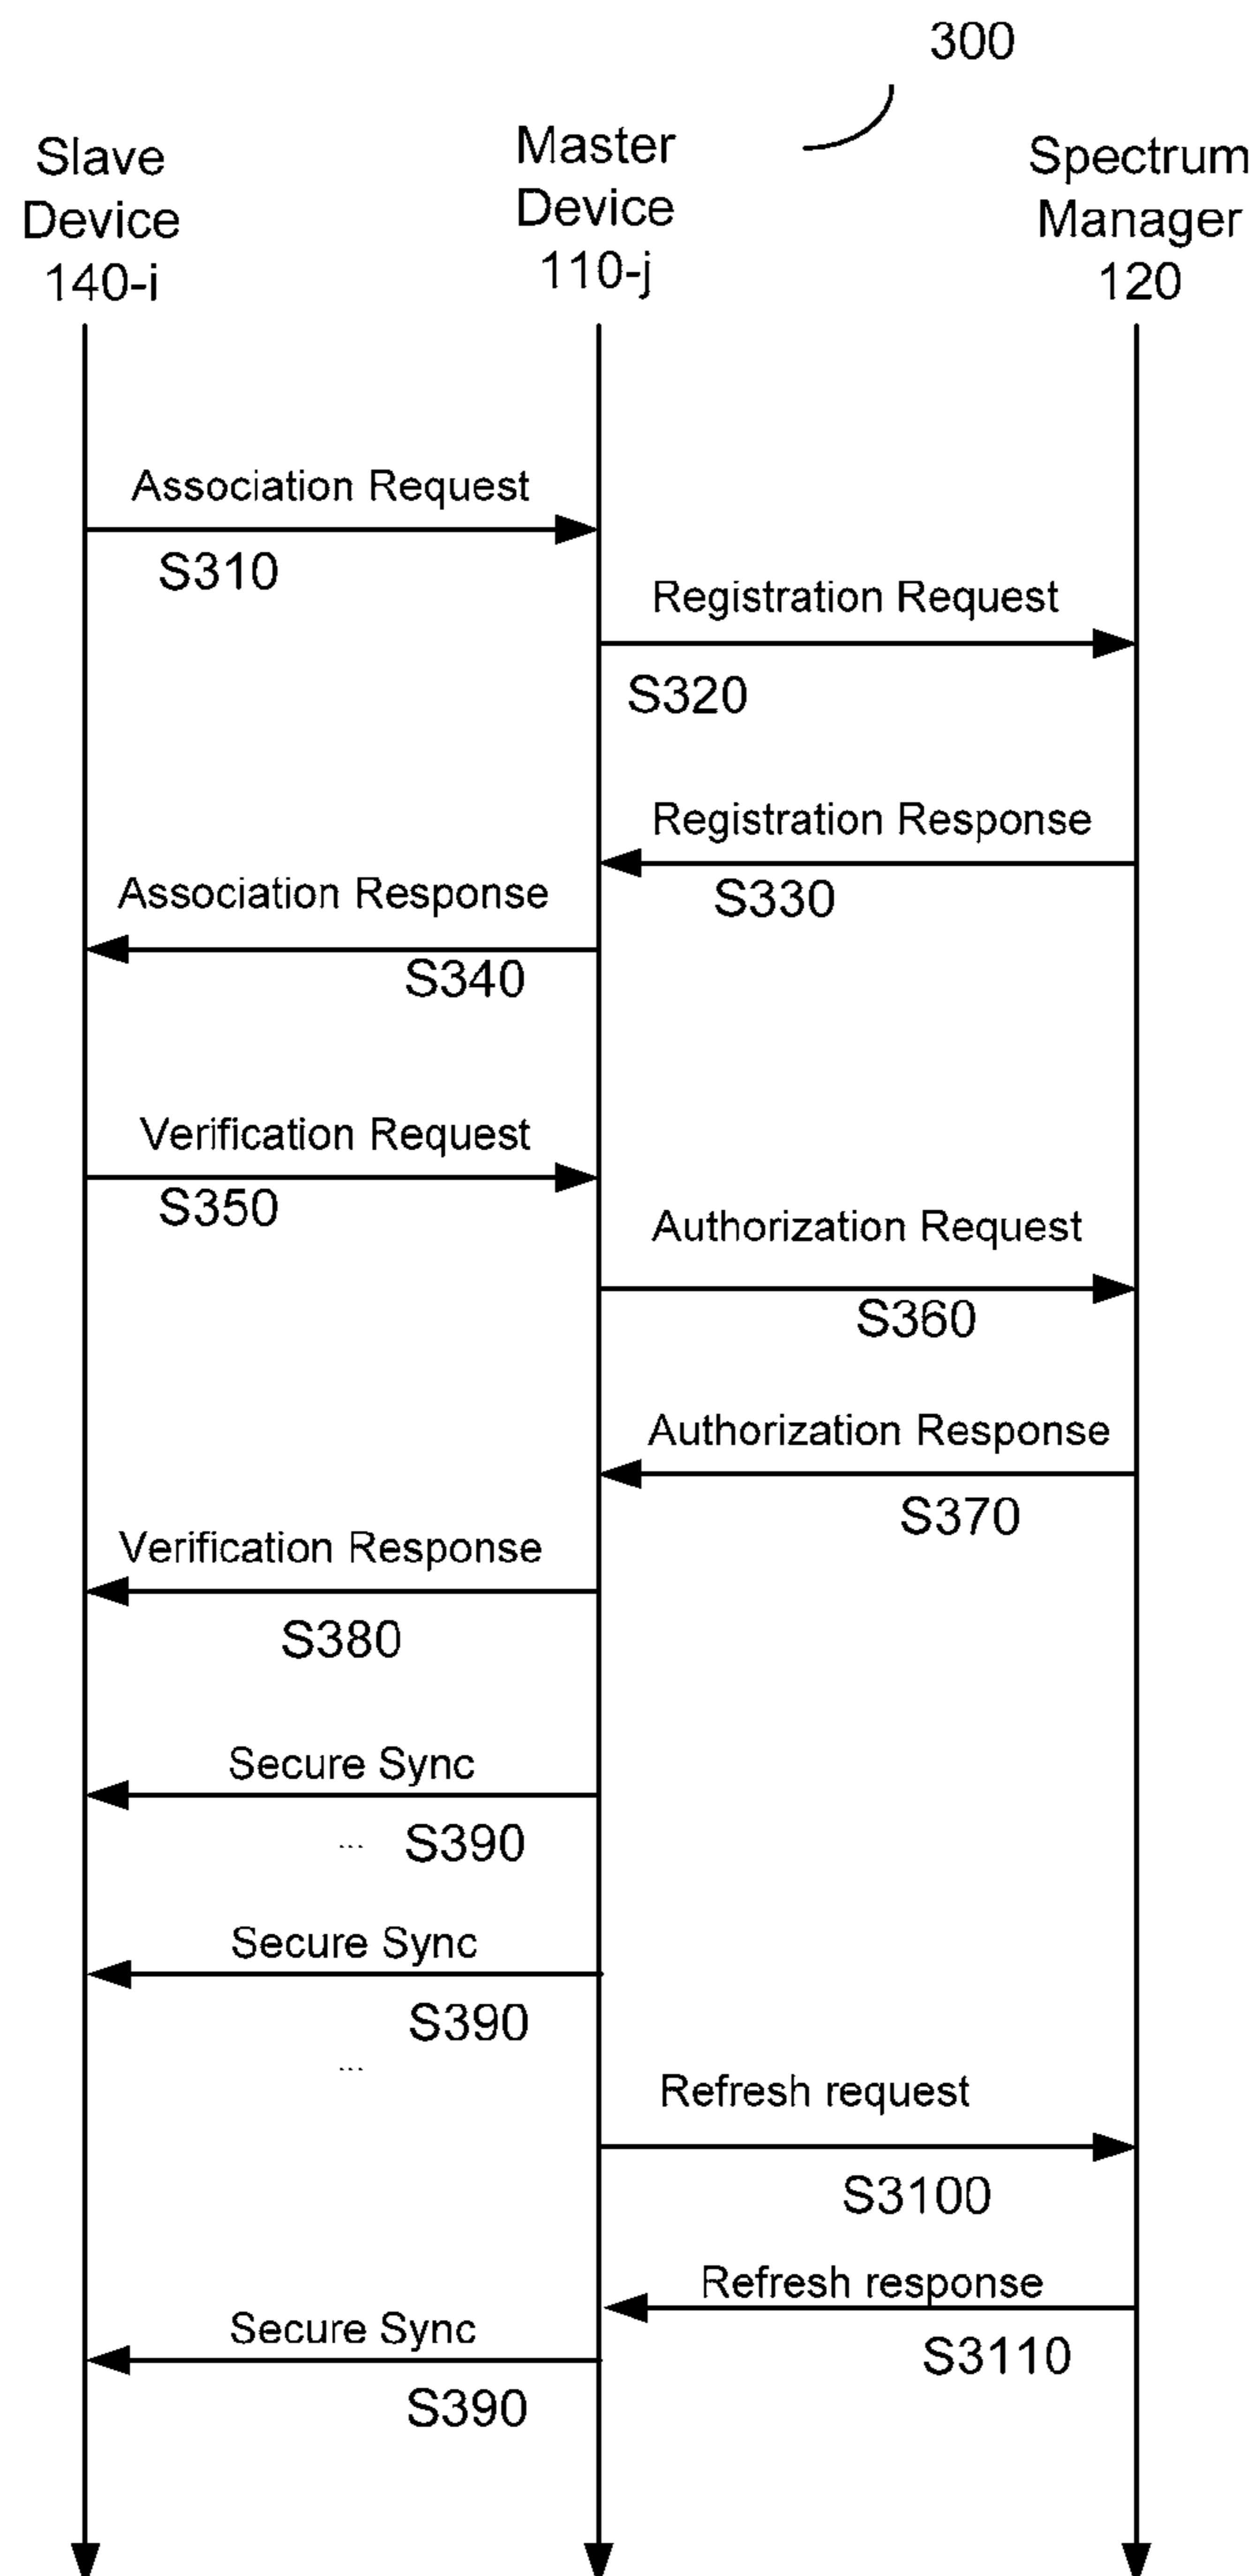 300
Slave
Device
140-i
Master
Device
110-j
Spectrum
Manager
120
Association Request
S310
Registration Request
S320
Registration Response
S330
Association Response
S340
Verification Request
S350
Authorization Request
S360
Authorization Response
S370
Verification Response
S380
Secure Sync
... S390
Secure Sync
S390
...
Refresh request
S3100
Refresh response
S3110
Secure Sync
S390